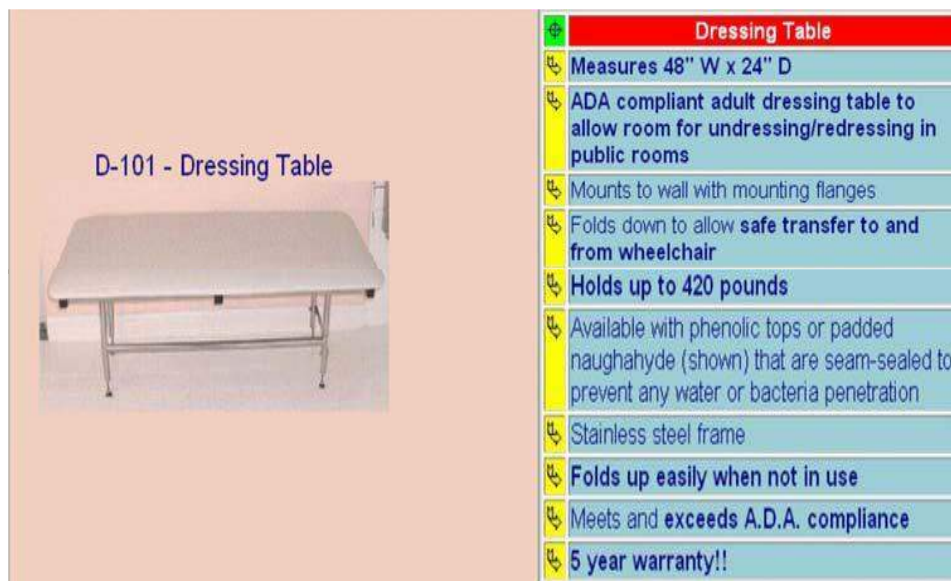 D-101 - Dressing Table
Dressing Table
Measures 48" W x 24" D
ADA compliant adult dressing table to
allow room for undressing/redressing in
public rooms
Mounts to wall with mounting flanges
Folds down to allow safe transfer to and
from wheelchair
Holds up to 420 pounds
Available with phenolic tops or padded
naughahyde (shown) that are seam-sealed to
prevent any water or bacteria penetration
Stainless steel frame
Folds up easily when not in use
Meets and exceeds A.D.A. compliance
5 year warranty!!